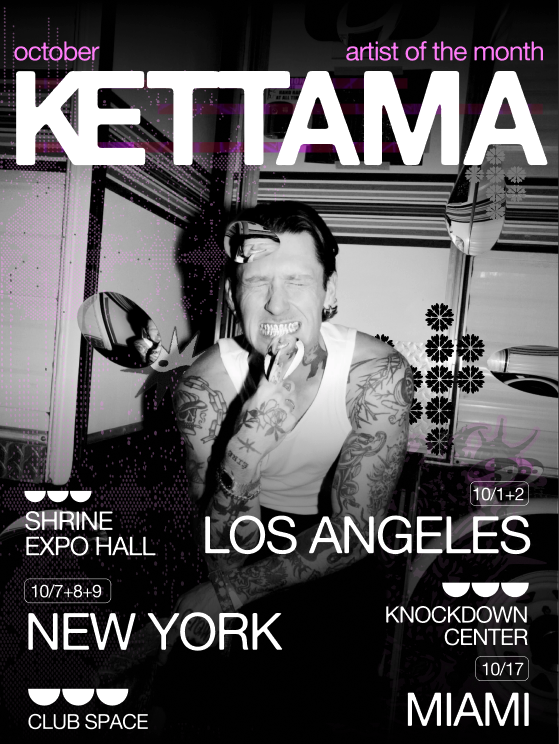 october
artist of the month
KETTAMA
10/1+2
SHRINE
EXPO HALL
LOS ANGELES
10/7+8+9
NEW YORK
KNOCKDOWN
CENTER
10/17
CLUB SPACE
MIAMI